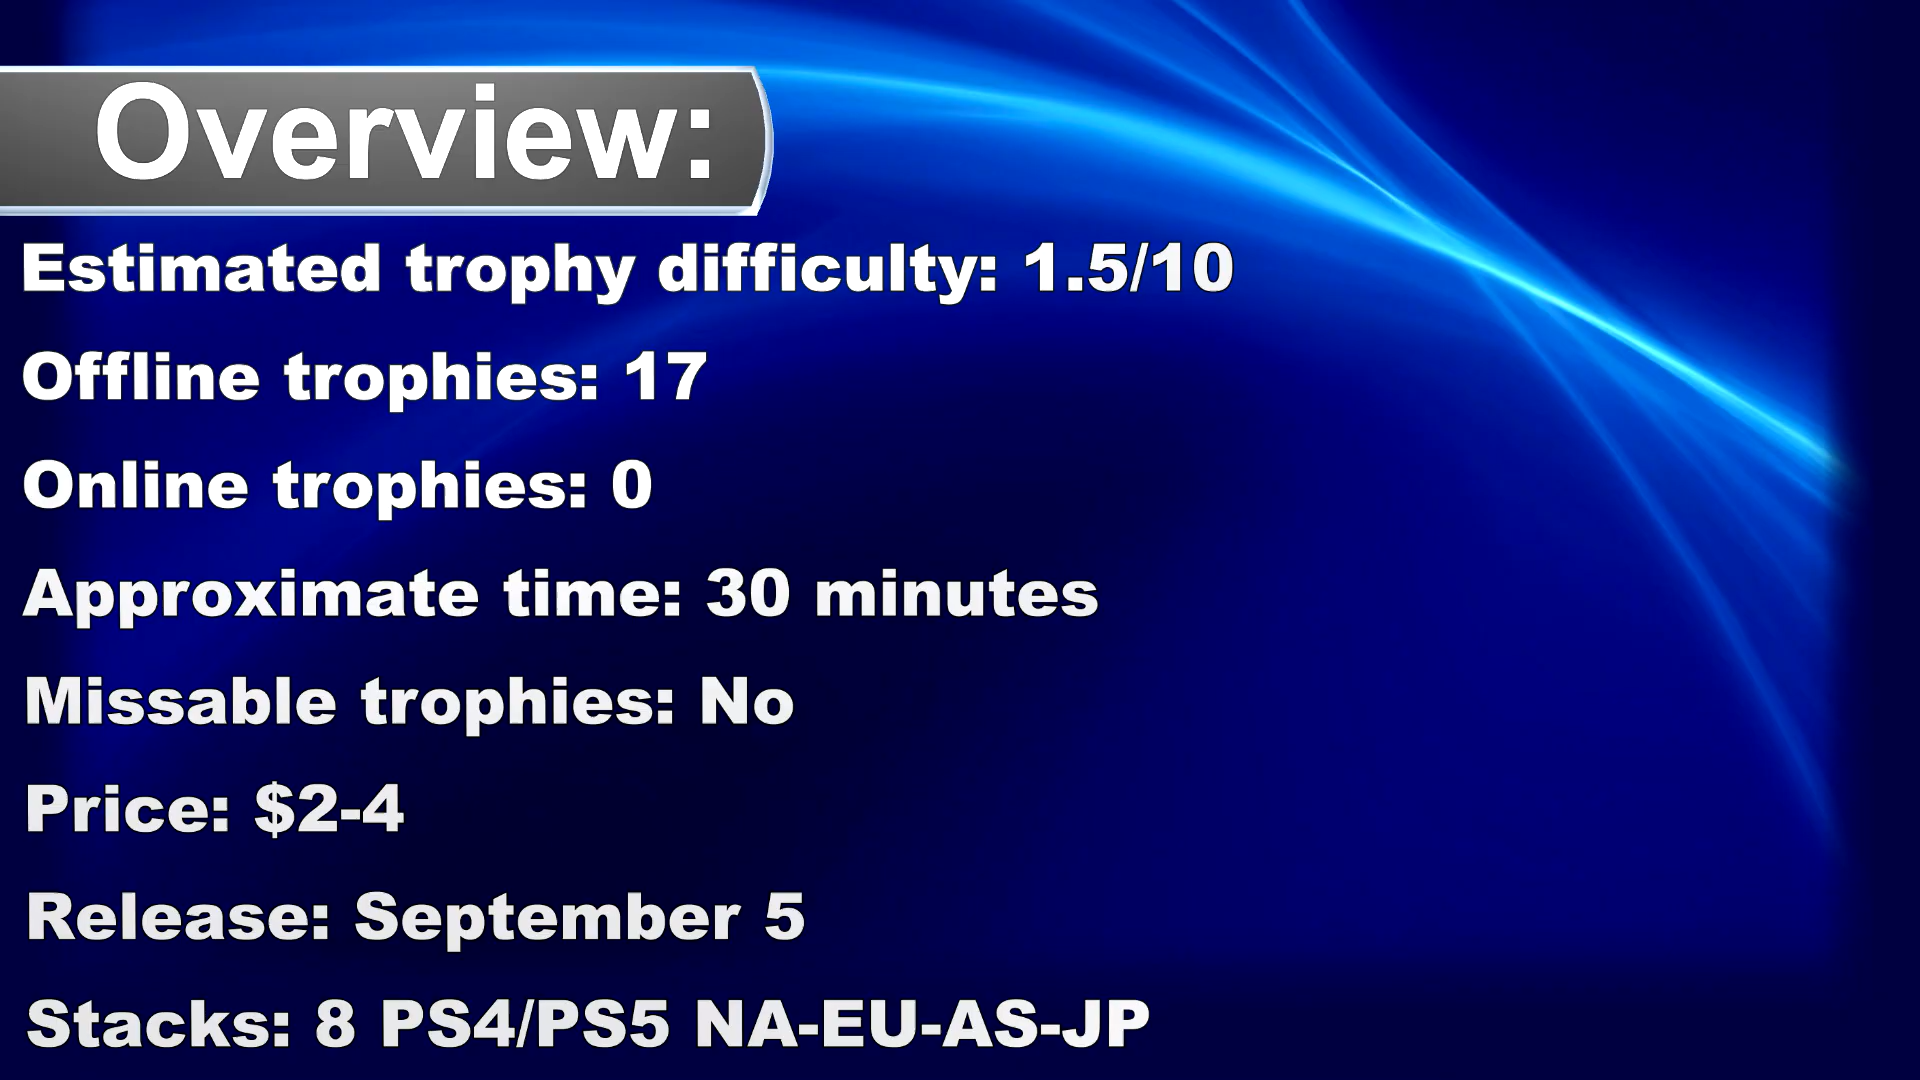 Overview:
Estimated trophy difficulty: 1.5/10
Offline trophies: 17
Online trophies: 0
Approximate time: 30 minutes
Missable trophies: No
Price: $2-4
Release: September 5
Stacks: 8 PS4/PS5 NA-EU-AS-JP